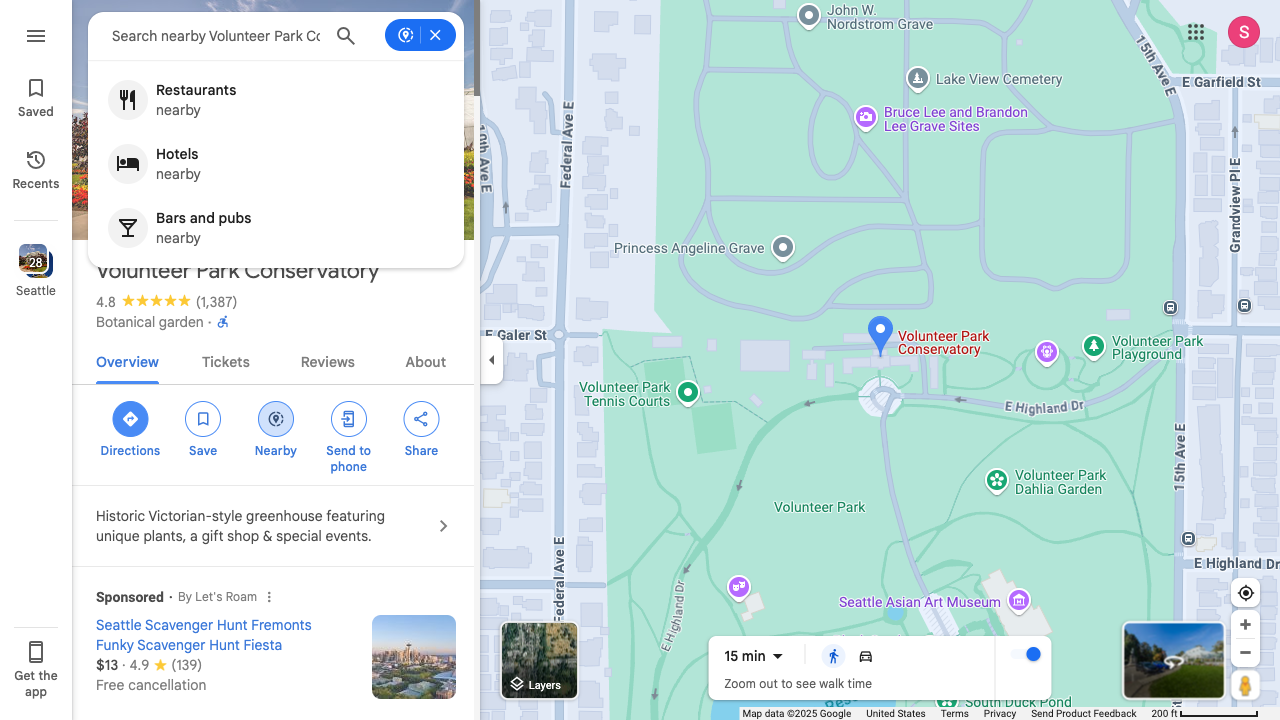 Search nearby Volunteer Park Co
Restaurants
nearby
Hotels
nearby
Bars and pubs
nearby
Saved
Recents
28
Seattle
Get the
app
Volunteer Park Conservatory
4.8 (1,387)
Botanical garden ·
Overview
Tickets
Reviews
About
Directions
Save
Nearby
Send to
phone
Share
Historic Victorian-style greenhouse featuring
unique plants, a gift shop & special events.
Sponsored · By Let's Roam
Seattle Scavenger Hunt Fremonts
Funky Scavenger Hunt Fiesta
$13 · 4.9 (139)
Free cancellation
John W.
Nordstrom Grave
Lake View Cemetery
Bruce Lee and Brandon
Lee Grave Sites
Princess Angeline Grave
15th Ave E
E Garfield St
S
10th Ave E
Federal Ave E
Grandview Pl E
E Galer St
Volunteer Park
Conservatory
Volunteer Park
Playground
Volunteer Park
Tennis Courts
E Highland Dr
15th Ave E
Volunteer Park
Dahlia Garden
Volunteer Park
Federal Ave E
E Highland Dr
E Highland Dr
Seattle Asian Art Museum
South Duck Pond
Layers
15 min
Zoom out to see walk time
Map data ©2025 Google
United States
Terms
Privacy
Send Product Feedback
200 ft